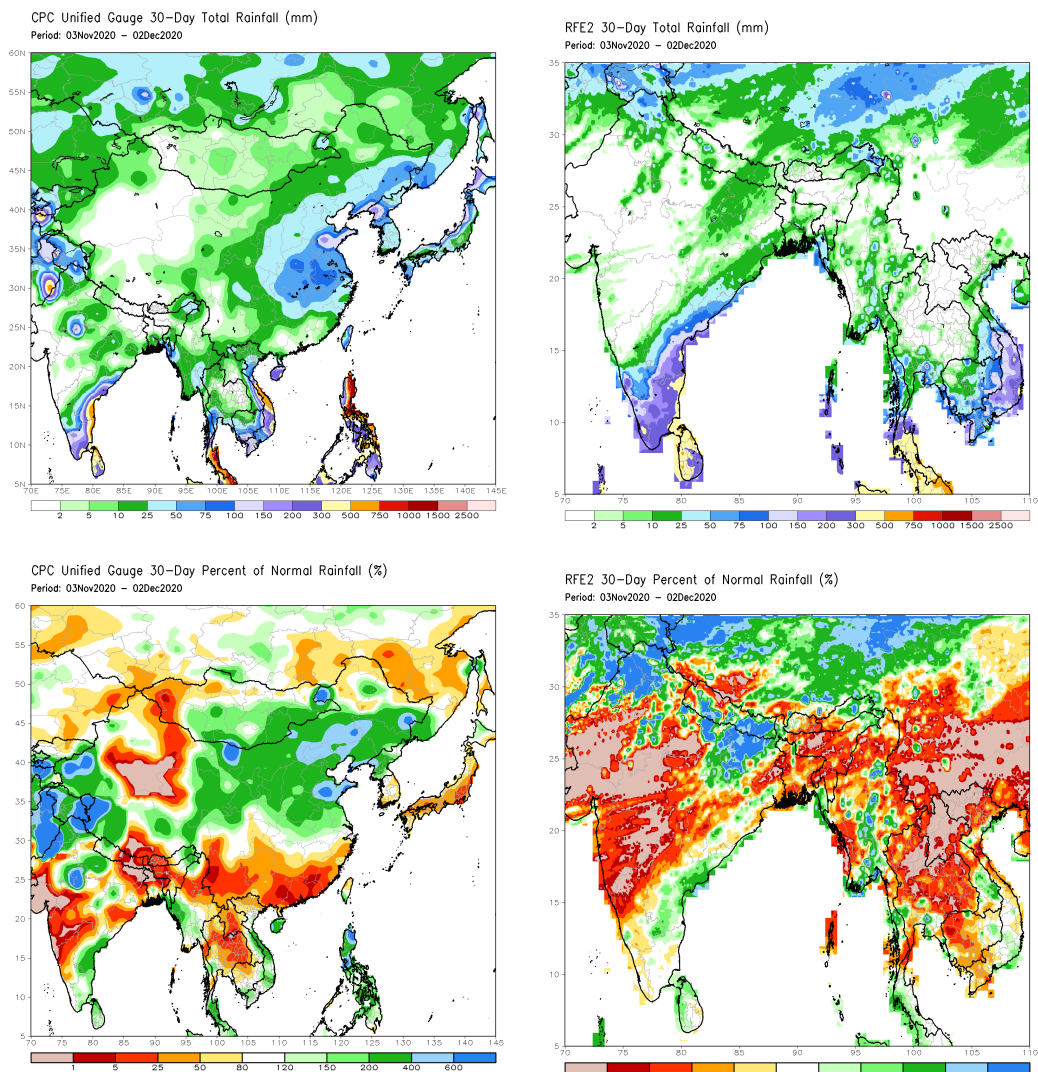 CPC Unified Gauge 30-Day Total Rainfall (mm)
Period: 03Nov2020 - 02Dec2020
60N
55N
50N
45N
40N
35N
30N
25N
20N
15N
10N
5N
70E 75E 80E 85E 90E 95E 100E 105E 110E 115E 120E 125E 130E 135E 140E 145E
2 5 10 25 50 75 100 150 200 300 500 750 1000 1500 2500
RFE2 30-Day Total Rainfall (mm)
Period: 03Nov2020 - 02Dec2020
35
30
25
20
15
10
5
70 75 80 85 90 95 100 105 110
2 5 10 25 50 75 100 150 200 300 500 750 1000 1500 2500
CPC Unified Gauge 30-Day Percent of Normal Rainfall (%)
Period: 03Nov2020 - 02Dec2020
60
55
50
45
40
35
30
25
20
15
10
5
70 75 80 85 90 95 100 105 110 115 120 125 130 135 140 145
1 5 25 50 80 120 150 200 400 600
RFE2 30-Day Percent of Normal Rainfall (%)
Period: 03Nov2020 - 02Dec2020
35
30
25
20
15
10
5
70 75 80 85 90 95 100 105 110